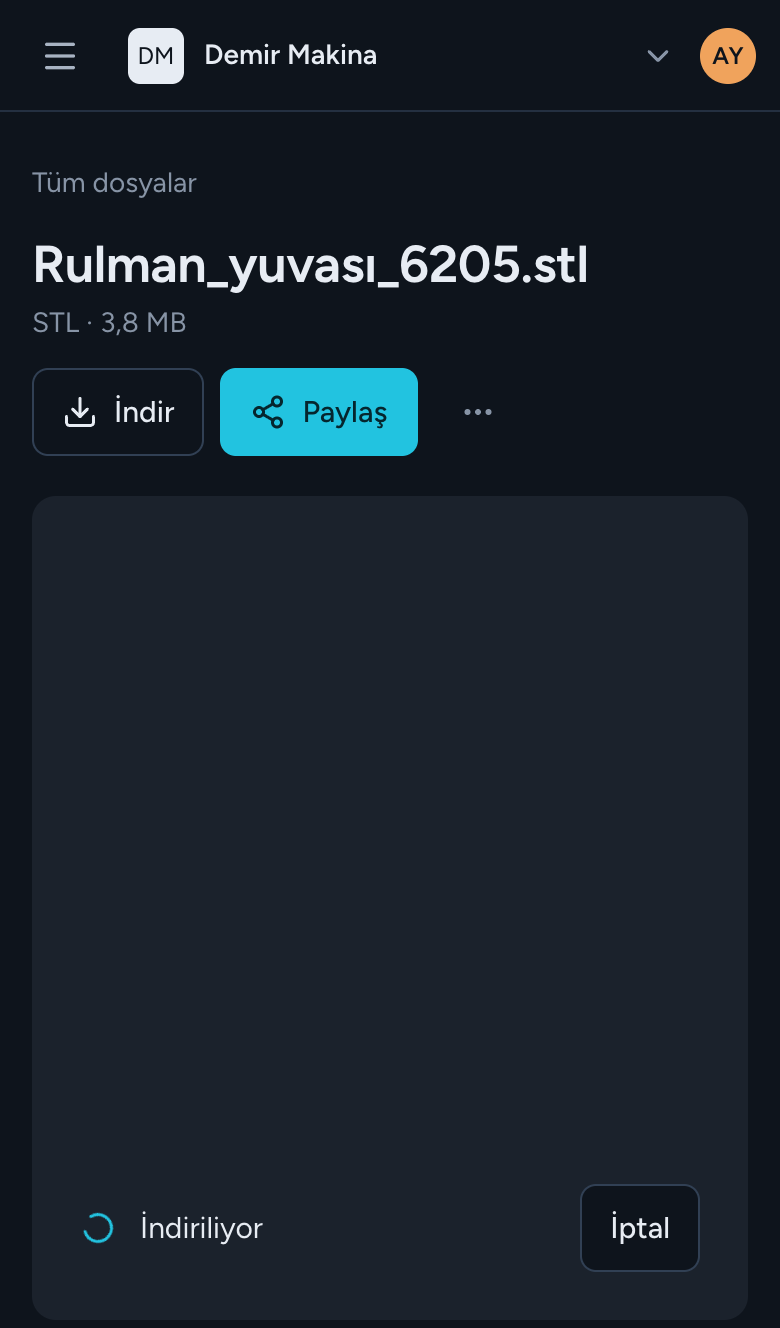 DM Demir Makina AY
Tüm dosyalar
Rulman_yuvası_6205.stl
STL · 3,8 MB
İndir Paylaş
İndiriliyor İptal